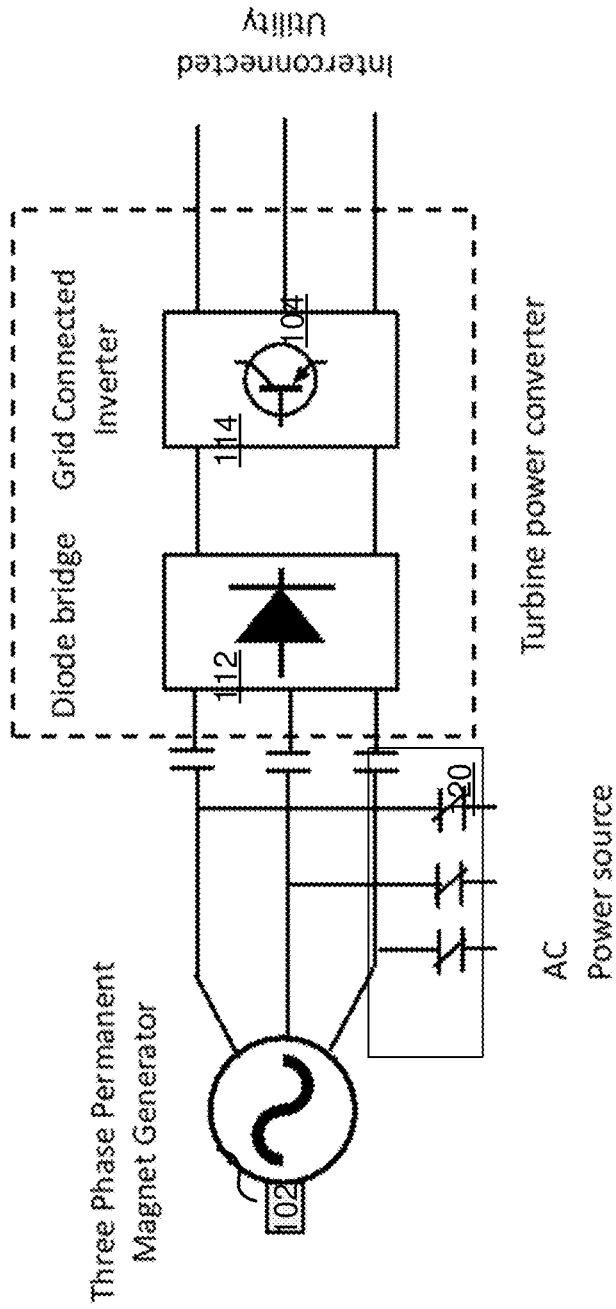 Three Phase Permanent
Magnet Generator
102
Diode bridge
112
Grid Connected
Inverter
114
104
Interconnected
Utility
20
AC
Power source
Turbine power converter